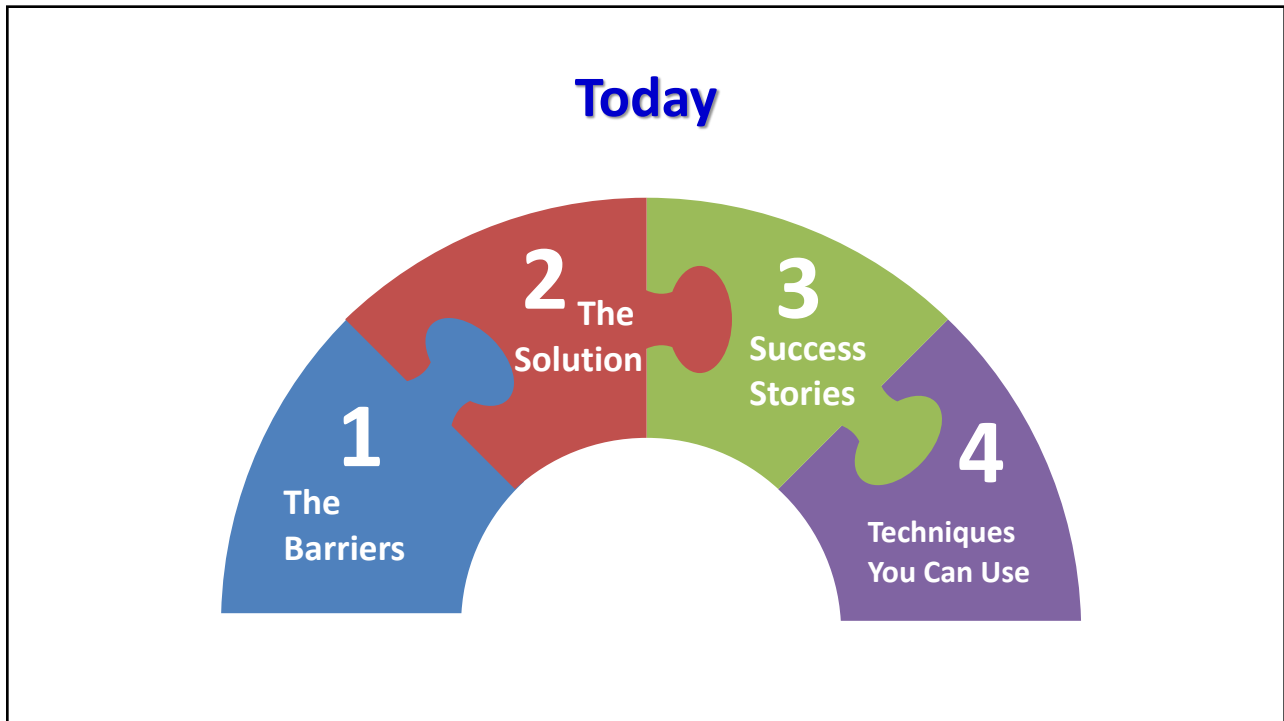 Today
1
The
Barriers
2
The
Solution
3
Success
Stories
4
Techniques
You Can Use